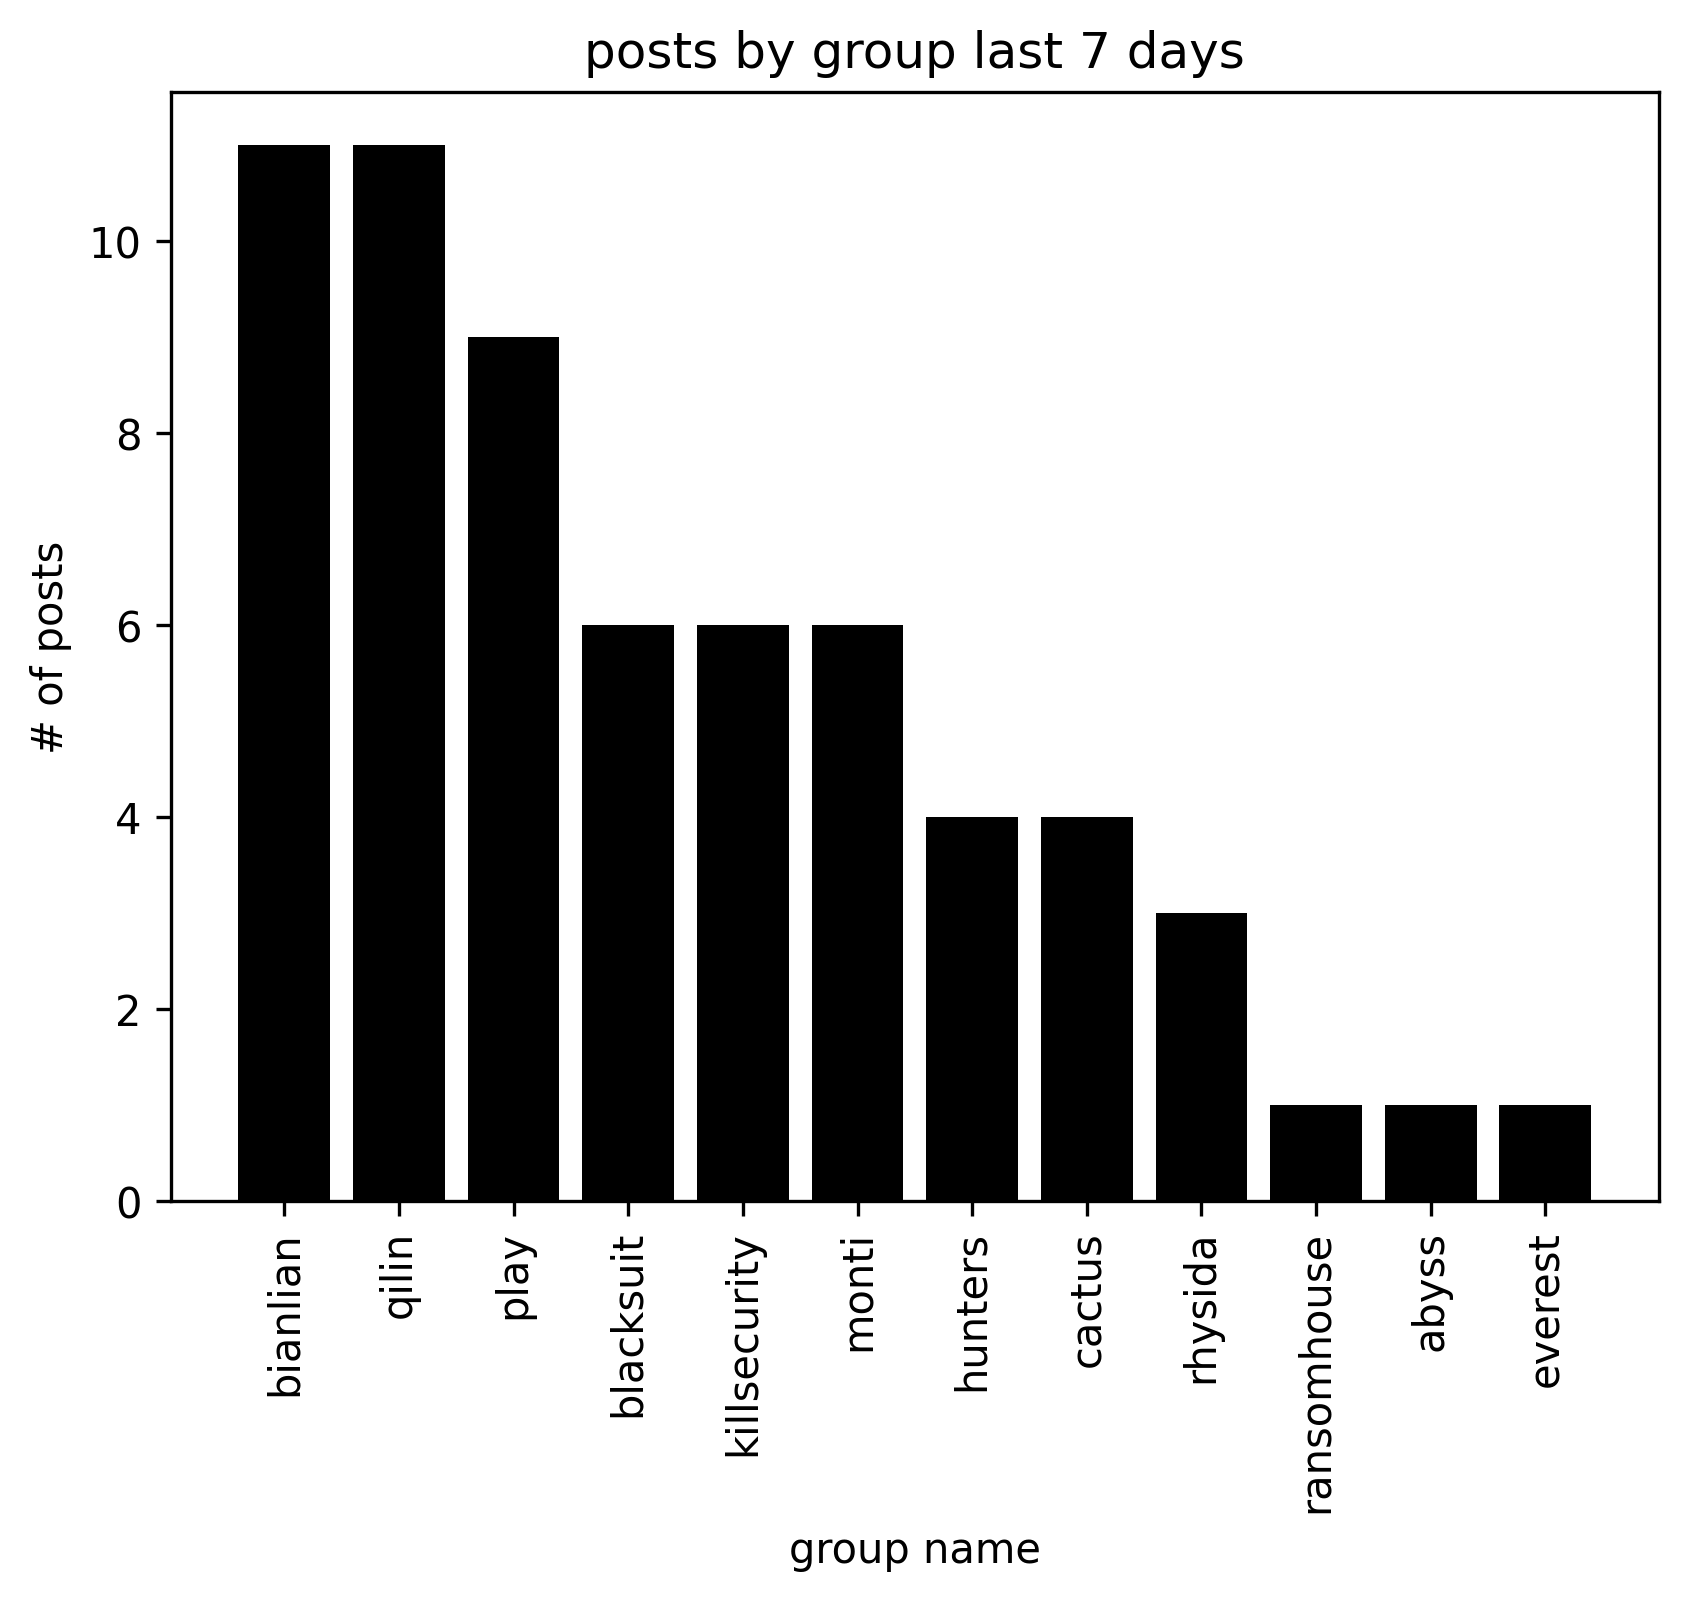 posts by group last 7 days
# of posts
10
8
6
4
2
0
bianlian
qilin
play
blacksuit
killsecurity
monti
hunters
cactus
rhysida
ransomhouse
abyss
everest
group name